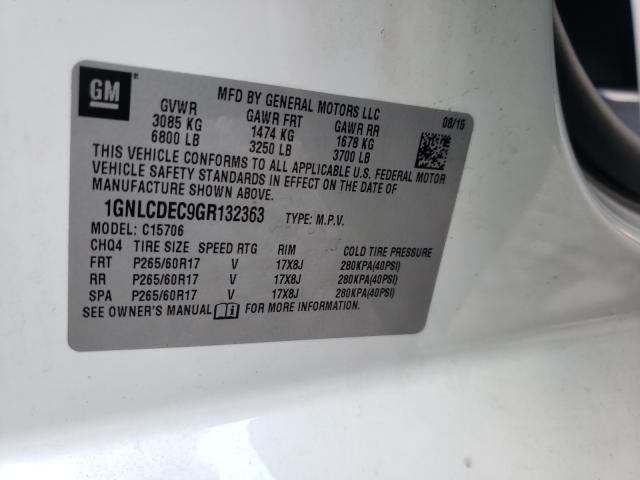 GM ®
MFD BY GENERAL MOTORS LLC 08/15
GVWR GAWR FRT GAWR RR
3085 KG 1474 KG 1678 KG
6800 LB 3250 LB 3700 LB
THIS VEHICLE CONFORMS TO ALL APPLICABLE U.S. FEDERAL MOTOR
VEHICLE SAFETY STANDARDS IN EFFECT ON THE DATE OF
MANUFACTURE SHOWN ABOVE.
1GNLCDEC9GR132363 TYPE: M.P.V.
MODEL: C15706
CHQ4 TIRE SIZE SPEED RTG RIM COLD TIRE PRESSURE
FRT P265/60R17 V 17X8J 280KPA(40PSI)
RR P265/60R17 V 17X8J 280KPA(40PSI)
SPA P265/60R17 V 17X8J 280KPA(40PSI)
SEE OWNER'S MANUAL FOR MORE INFORMATION.